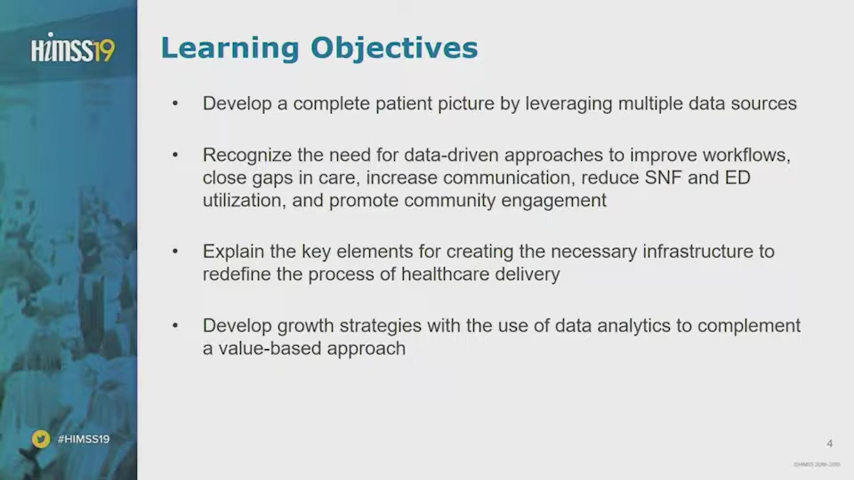 HiMSS19
Learning Objectives
• Develop a complete patient picture by leveraging multiple data sources
• Recognize the need for data-driven approaches to improve workflows,
close gaps in care, increase communication, reduce SNF and ED
utilization, and promote community engagement
• Explain the key elements for creating the necessary infrastructure to
redefine the process of healthcare delivery
• Develop growth strategies with the use of data analytics to complement
a value-based approach
#HIMSS19
4